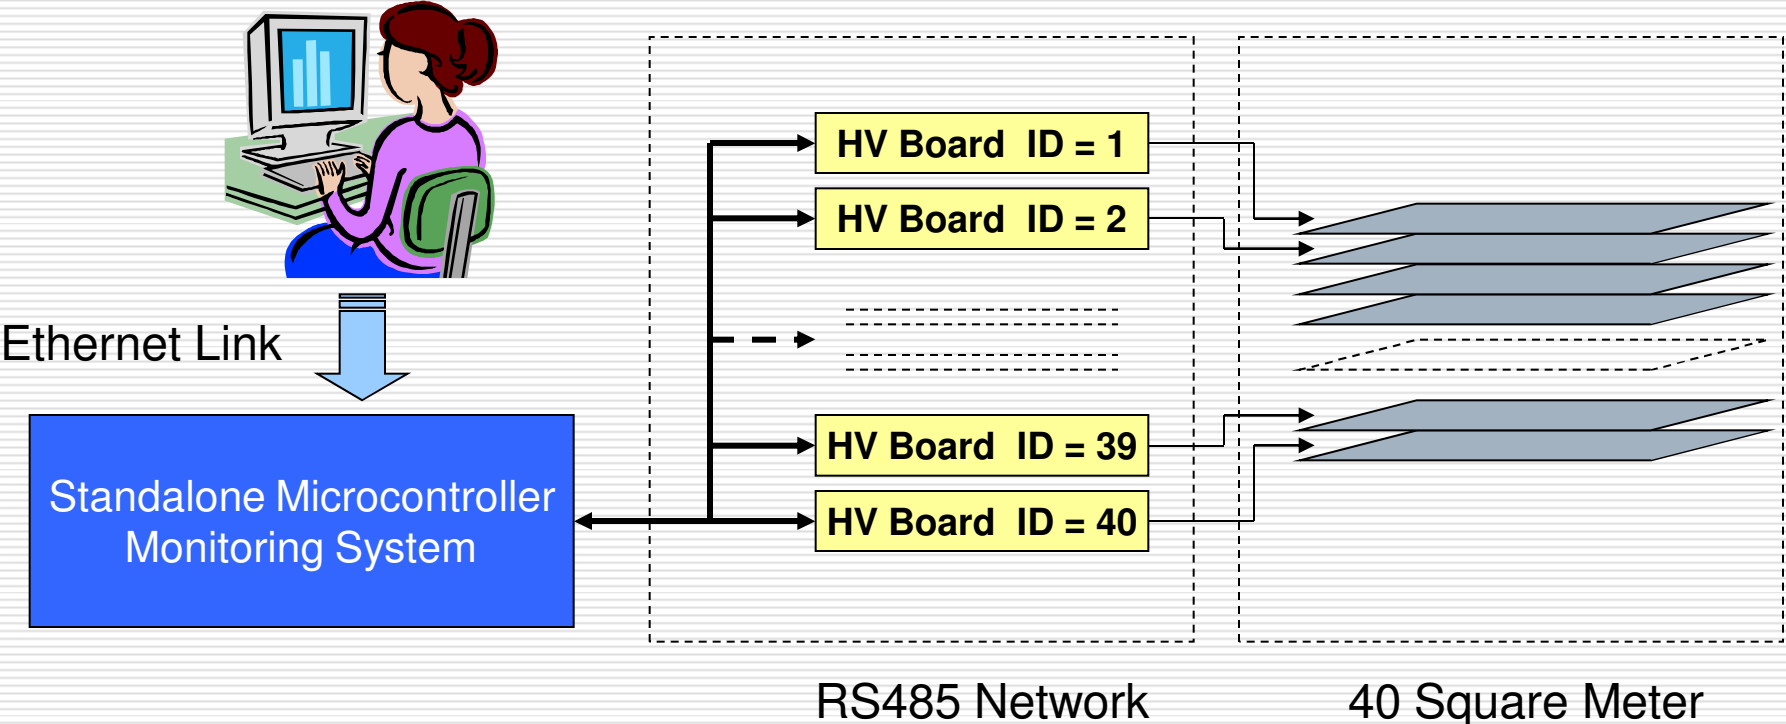 HV Board ID = 1
HV Board ID = 2
Ethernet Link
HV Board ID = 39
HV Board ID = 40
Standalone Microcontroller
Monitoring System
RS485 Network
40 Square Meter